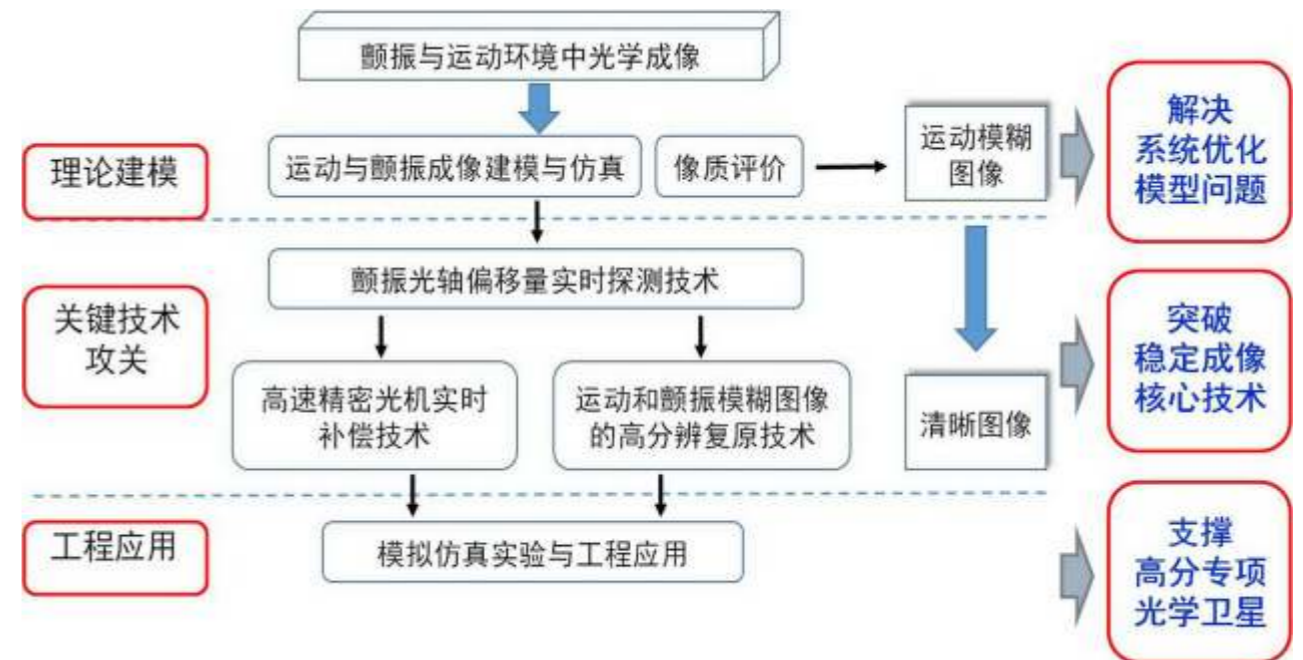 颤振与运动环境中光学成像
理论建模
运动与颤振成像建模与仿真
像质评价
运动模糊
图像
解决
系统优化
模型问题
关键技术
攻关
颤振光轴偏移量实时探测技术
高速精密光机实时
补偿技术
运动和颤振模糊图像
的高分辨复原技术
清晰图像
突破
稳定成像
核心技术
工程应用
模拟仿真实验与工程应用
支撑
高分专项
光学卫星